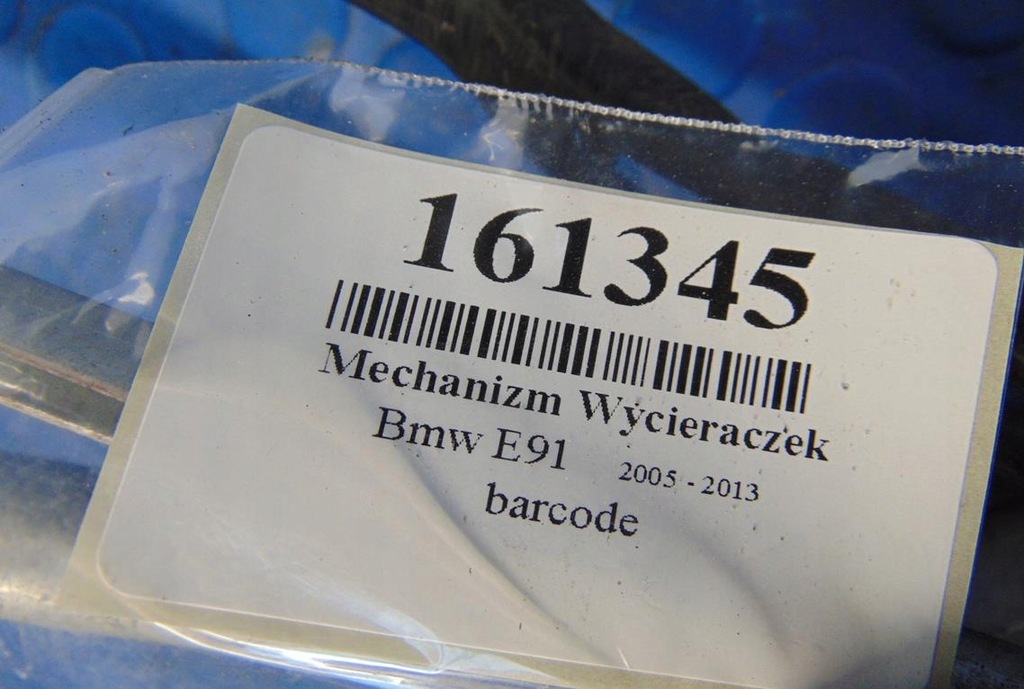 161345
Mechanizm Wycieraczek
Bmw E91 2005 - 2013
barcode